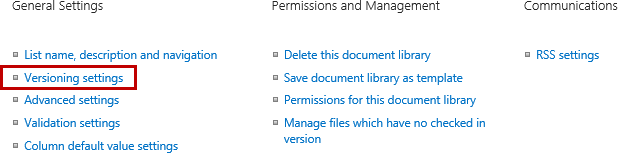 General Settings
List name, description and navigation
Versioning settings
Advanced settings
Validation settings
Column default value settings
Permissions and Management
Delete this document library
Save document library as template
Permissions for this document library
Manage files which have no checked in
version
Communications
RSS settings